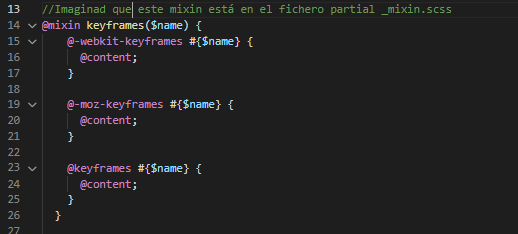 13 //Imaginad que este mixin está en el fichero partial _mixin.scss
14 @mixin keyframes($name) {
15 @-webkit-keyframes #{$name} {
16 @content;
17 }
18
19 @-moz-keyframes #{$name} {
20 @content;
21 }
22
23 @keyframes #{$name} {
24 @content;
25 }
26 }